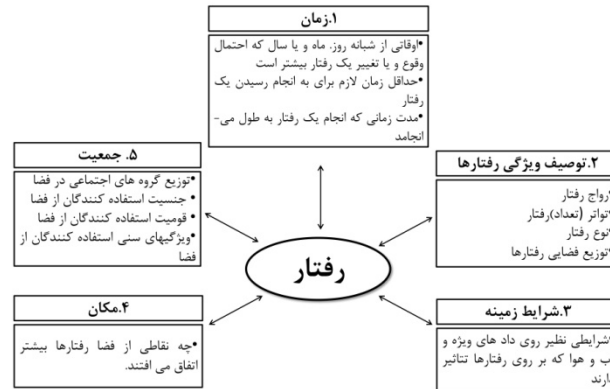 ۱.زمان
•اوقاتی از شبانه روز، ماه و یا سال که احتمال
وقوع و یا تغییر یک رفتار بیشتر است
•حداقل زمان لازم برای به انجام رسیدن یک
رفتار
•مدت زمانی که انجام یک رفتار به طول می-
انجامد
۲.توصیف ویژگی رفتارها
رواج رفتار
تواتر (تعداد)رفتار
نوع رفتار
توزیع فضایی رفتارها
۳.شرایط زمینه
شرایطی نظیر روی داد های ویژه و
ب و هوا که بر روی رفتارها تتاثیر
دارند
۴.مکان
•چه نقاطی از فضا رفتارها بیشتر
اتفاق می افتند.
۵. جمعیت
•توزیع گروه های اجتماعی در فضا
• جنسیت استفاده کنندگان از فضا
• قومیت استفاده کنندگان از فضا
•ویژگیهای سنی استفاده کنندگان از
فضا
رفتار